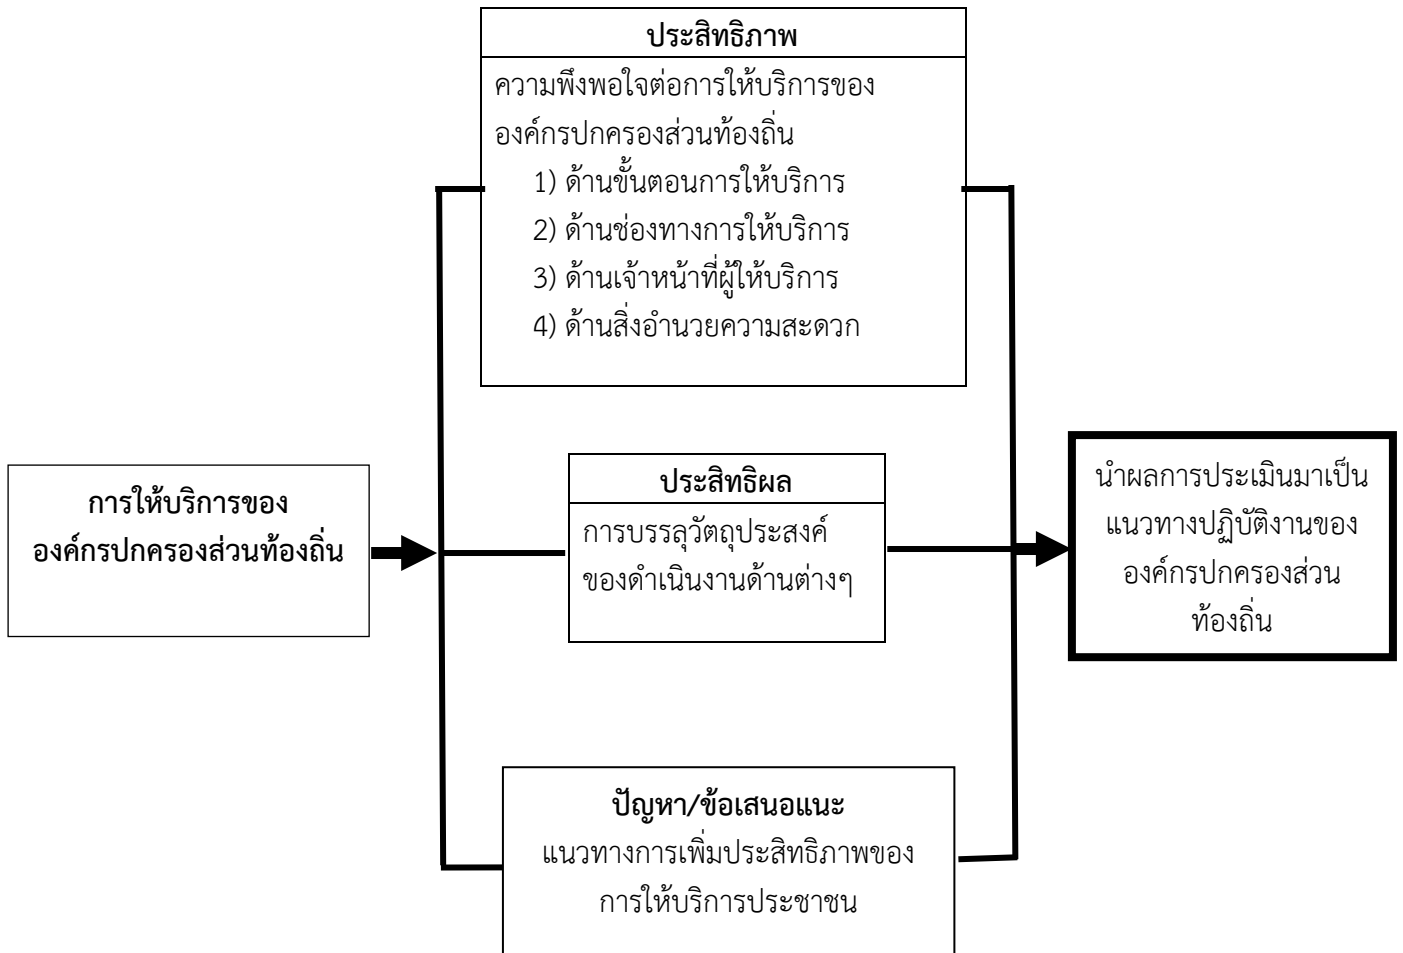 ประสิทธิภาพ
ความพึงพอใจต่อการให้บริการของ
องค์กรปกครองส่วนท้องถิ่น
1) ด้านขั้นตอนการให้บริการ
2) ด้านช่องทางการให้บริการ
3) ด้านเจ้าหน้าที่ผู้ให้บริการ
4) ด้านสิ่งอำนวยความสะดวก
การให้บริการของ
องค์กรปกครองส่วนท้องถิ่น
ประสิทธิผล
การบรรลุวัตถุประสงค์
ของดำเนินงานด้านต่างๆ
นำผลการประเมินมาเป็น
แนวทางปฏิบัติงานของ
องค์กรปกครองส่วน
ท้องถิ่น
ปัญหา/ข้อเสนอแนะ
แนวทางการเพิ่มประสิทธิภาพของ
การให้บริการประชาชน